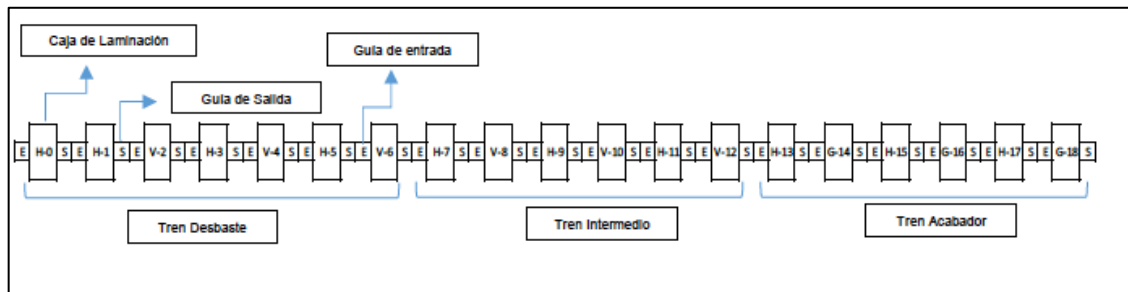 Caja de Laminación
Guia de entrada
Guia de Salida
E H-0 S E H-1 S E V-2 S E H-3 S E V-4 S E H-5 S E V-6 S E H-7 S E V-8 S E H-9 S E V-10 S E H-11 S E V-12 S E H-13 S E G-14 S E H-15 S E G-16 S E H-17 S E G-18 S
Tren Desbaste
Tren Intermedio
Tren Acabador